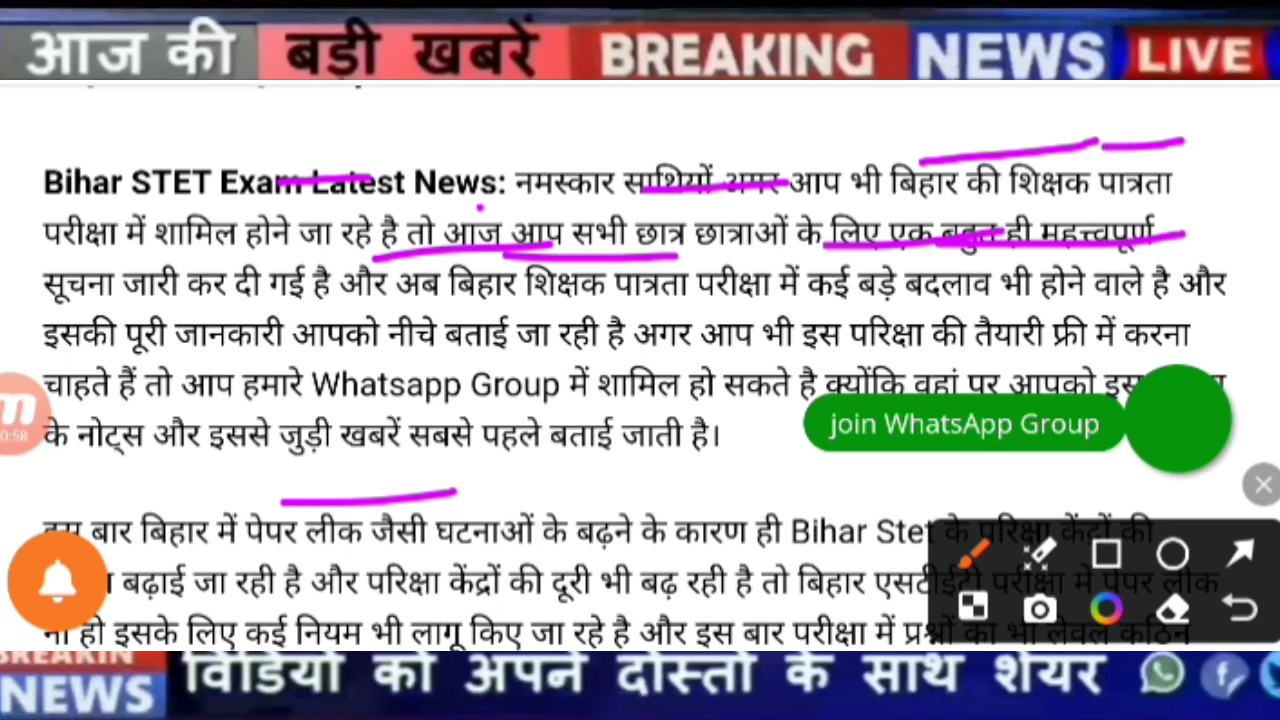 आज की बड़ी खबरें BREAKING NEWS LIVE
Bihar STET Exam Latest News: नमस्कार साथियों अगर आप भी बिहार की शिक्षक पात्रता
परीक्षा में शामिल होने जा रहे है तो आज आप सभी छात्र छात्राओं के लिए एक बहुत ही महत्त्वपूर्ण
सूचना जारी कर दी गई है और अब बिहार शिक्षक पात्रता परीक्षा में कई बड़े बदलाव भी होने वाले है और
इसकी पूरी जानकारी आपको नीचे बताई जा रही है अगर आप भी इस परिक्षा की तैयारी फ्री में करना
चाहते हैं तो आप हमारे Whatsapp Group में शामिल हो सकते है क्योंकि वहां पर आपको
के नोट्स और इससे जुड़ी खबरें सबसे पहले बताई जाती है।
join WhatsApp Group
0:58
बार बिहार में पेपर लीक जैसी घटनाओं के बढ़ने के कारण ही Bihar Stet के परिक्षा केंद्रों की
बढ़ाई जा रही है और परिक्षा केंद्रों की दूरी भी बढ़ रही है तो बिहार एसटीईटी परीक्षा में पेपर लीक
ना हो इसके लिए कई नियम भी लागू किए जा रहे है और इस बार परीक्षा में प्रश्नों का भी लेवल कठिन
BREAKIN
NEWS विडियो को अपने दोस्तों के साथ शेयर